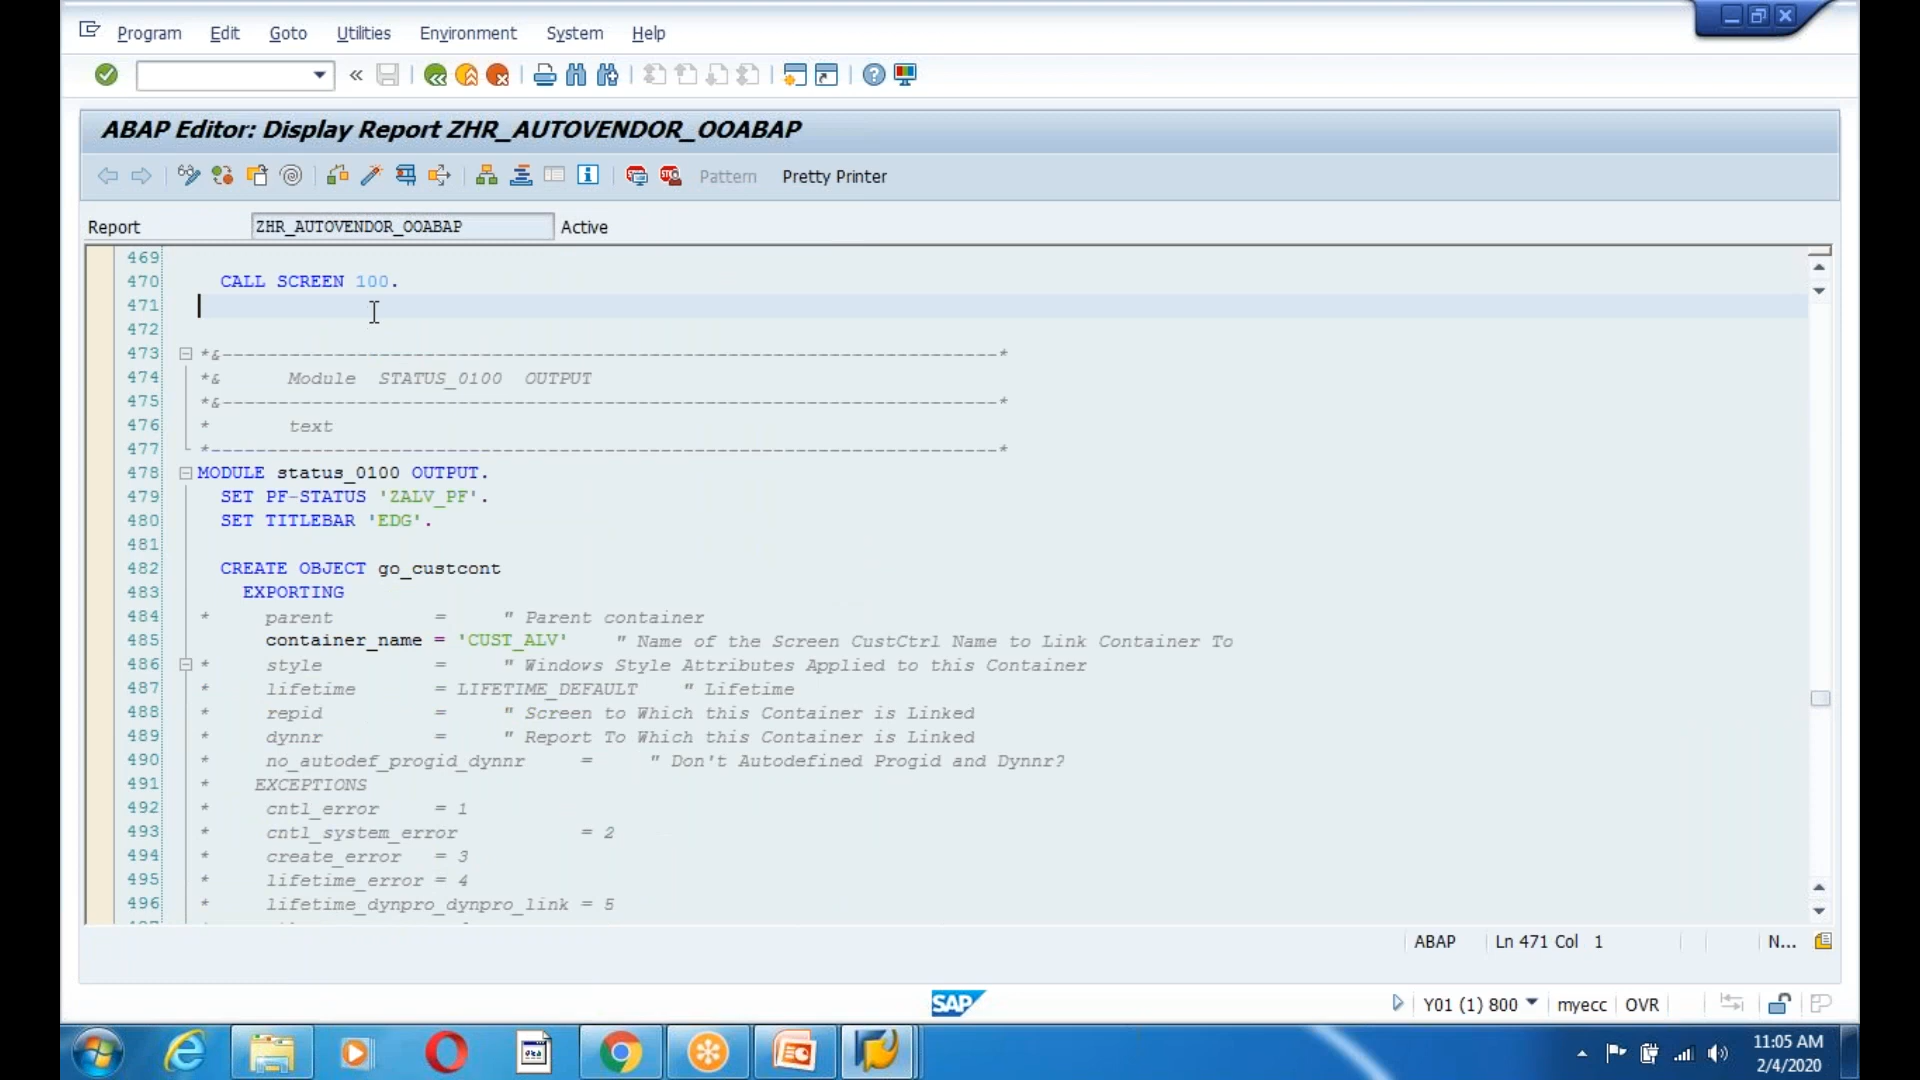 Program Edit Goto Utilities Environment System Help
ABAP Editor: Display Report ZHR_AUTOVENDOR_OOABAP
Pattern Pretty Printer
Report ZHR_AUTOVENDOR_OOABAP Active
469
470 CALL SCREEN 100.
471
472
473 *&---------------------------------------------------------------------*
474 *& Module STATUS_0100 OUTPUT
475 *&---------------------------------------------------------------------*
476 * text
477 *----------------------------------------------------------------------*
478 MODULE status_0100 OUTPUT.
479 SET PF-STATUS 'ZALV_PF'.
480 SET TITLEBAR 'EDG'.
481
482 CREATE OBJECT go_custcont
483 EXPORTING
484 * parent = " Parent container
485 container_name = 'CUST_ALV' " Name of the Screen CustCtrl Name to Link Container To
486 * style = " Windows Style Attributes Applied to this Container
487 * lifetime = LIFETIME_DEFAULT " Lifetime
488 * repid = " Screen to Which this Container is Linked
489 * dynnr = " Report To Which this Container is Linked
490 * no_autodef_progid_dynnr = " Don't Autodefined Progid and Dynnr?
491 * EXCEPTIONS
492 * cntl_error = 1
493 * cntl_system_error = 2
494 * create_error = 3
495 * lifetime_error = 4
496 * lifetime_dynpro_dynpro_link = 5
ABAP Ln 471 Col 1 N...
SAP Y01 (1) 800 myecc OVR
11:05 AM
2/4/2020